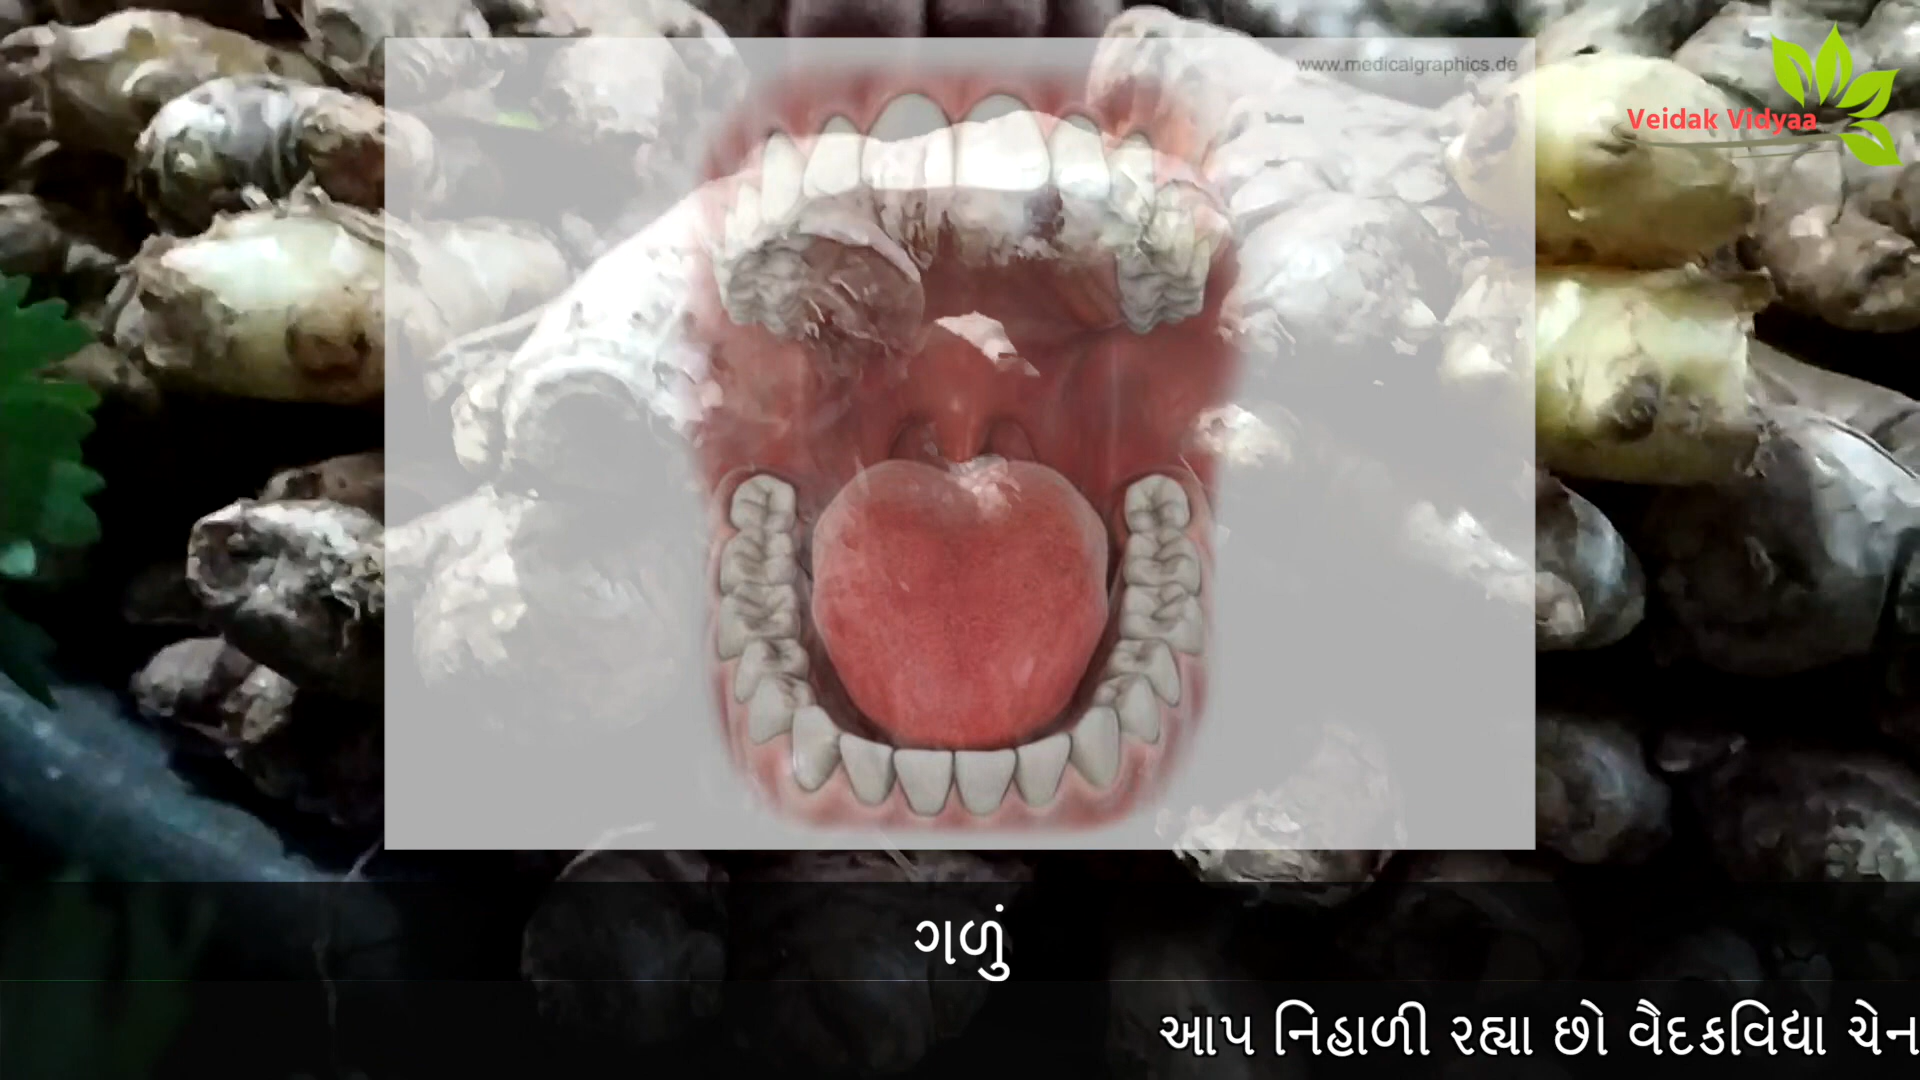 www.medicalgraphics.de
Veidak Vidyaa
ગળું
આપ નિહાળી રહ્યા છો વૈદકવિદ્યા ચેન